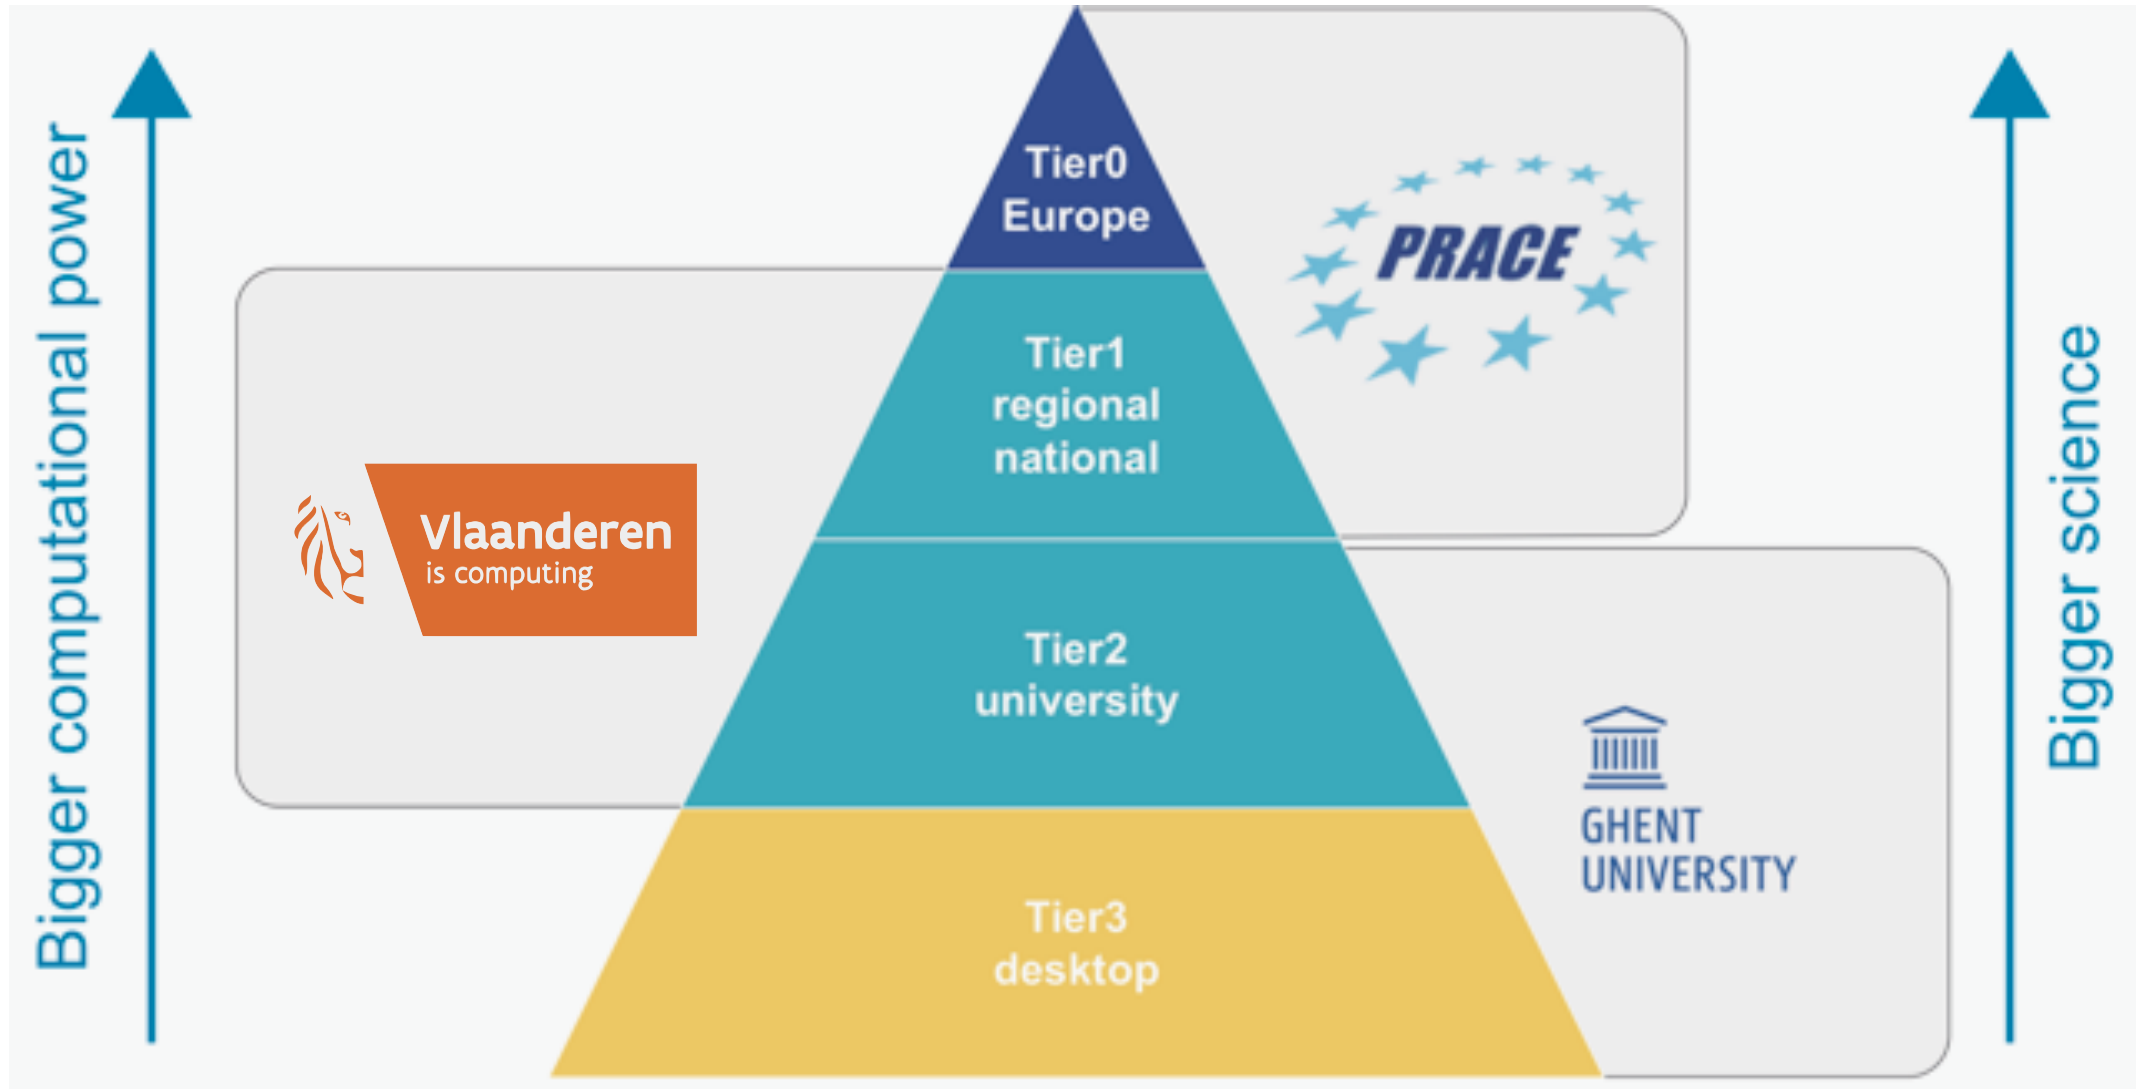 Bigger computational power
Tier0
Europe
PRACE
Tier1
regional
national
Vlaanderen
is computing
Tier2
university
GHENT
UNIVERSITY
Tier3
desktop
Bigger science